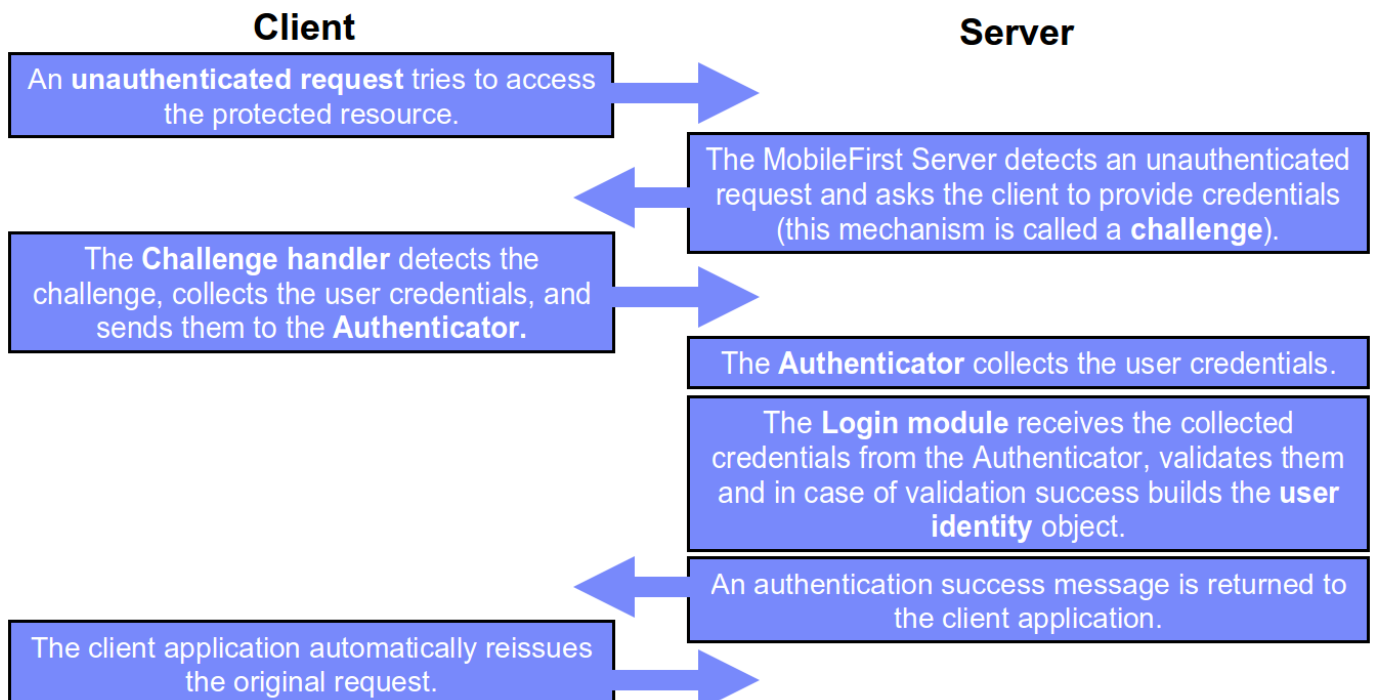 Client
Server
An unauthenticated request tries to access
the protected resource.
The MobileFirst Server detects an unauthenticated
request and asks the client to provide credentials
(this mechanism is called a challenge).
The Challenge handler detects the
challenge, collects the user credentials, and
sends them to the Authenticator.
The Authenticator collects the user credentials.
The Login module receives the collected
credentials from the Authenticator, validates them
and in case of validation success builds the user
identity object.
An authentication success message is returned to
the client application.
The client application automatically reissues
the original request.